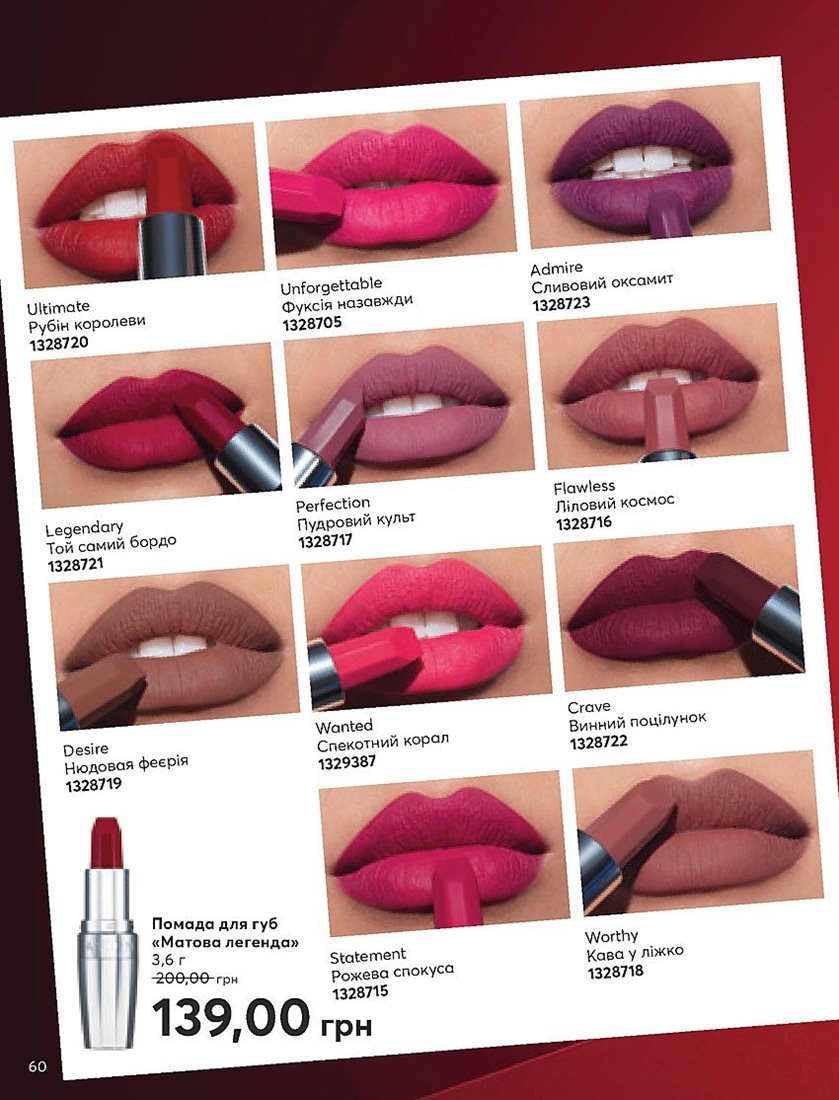 Ultimate
Рубін королеви
1328720
Unforgettable
Фуксія назавжди
1328705
Admire
Сливовий оксамит
1328723
Legendary
Той самий бордо
1328721
Perfection
Пудровий культ
1328717
Flawless
Ліловий космос
1328716
Desire
Нюдовая феєрія
1328719
Wanted
Спекотний корал
1329387
Crave
Винний поцілунок
1328722
Помада для губ
«Матова легенда»
3,6 г
200,00 грн
139,00 грн
Statement
Рожева спокуса
1328715
Worthy
Кава у ліжко
1328718
60